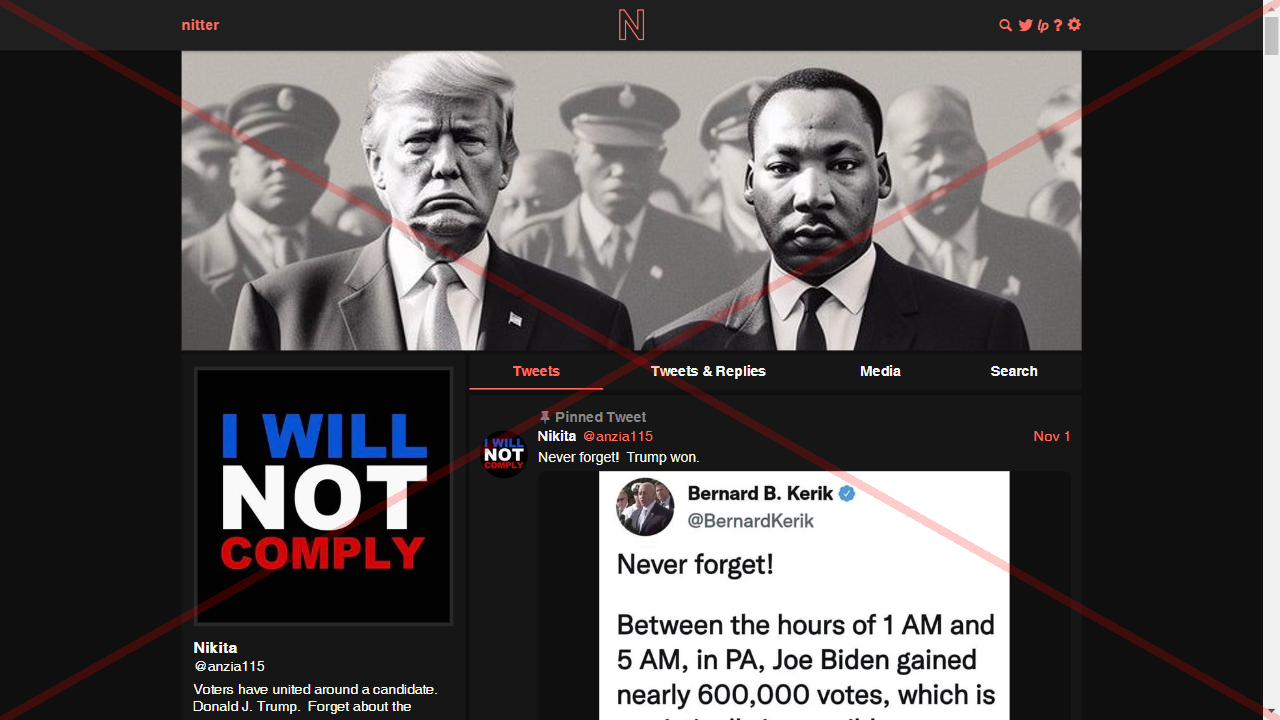 nitter
N
lp ?
Tweets
Tweets & Replies
Media
Search
I WILL
NOT
COMPLY
Pinned Tweet
I WILL
NOT
COMPLY
Nikita @anzia115
Nov 1
Never forget! Trump won.
Bernard B. Kerik
@BernardKerik
Never forget!
Between the hours of 1 AM and
5 AM, in PA, Joe Biden gained
nearly 600,000 votes, which is
Nikita
@anzia115
Voters have united around a candidate.
Donald J. Trump. Forget about the